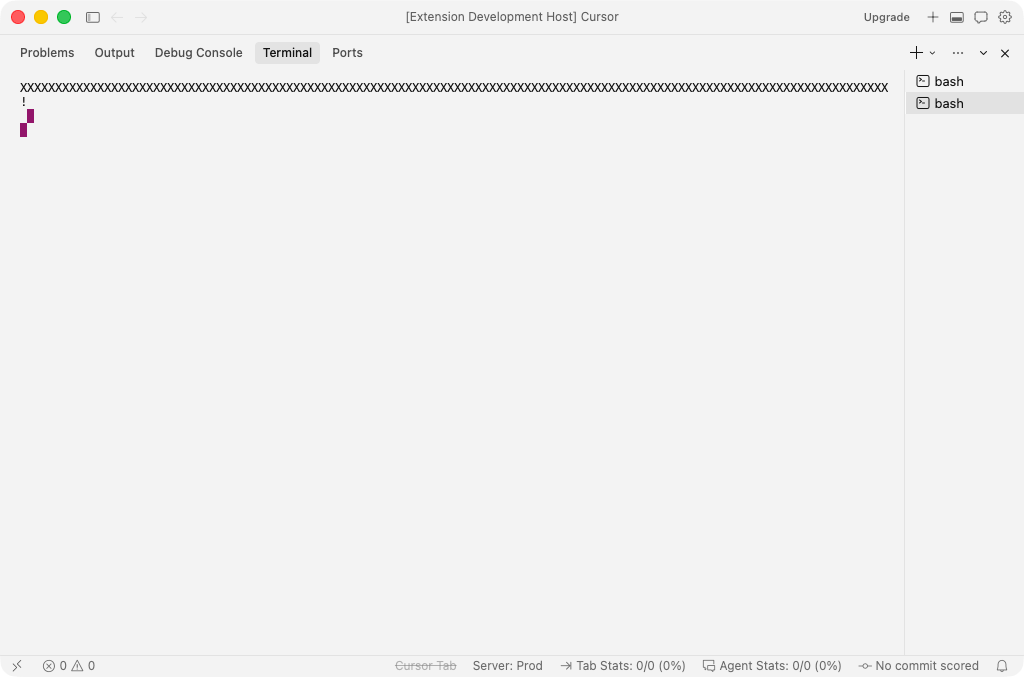 [Extension Development Host] Cursor
Upgrade
Problems Output Debug Console Terminal Ports
XXXXXXXXXXXXXXXXXXXXXXXXXXXXXXXXXXXXXXXXXXXXXXXXXXXXXXXXXXXXXXXXXXXXXXXXXXXXXXXXXXXXXXXXXXXXXXXXXXXXXXXXXXXXXXXXXXXXXXXXXXXX
!
bash
bash
0 0 Cursor Tab Server: Prod Tab Stats: 0/0 (0%) Agent Stats: 0/0 (0%) No commit scored